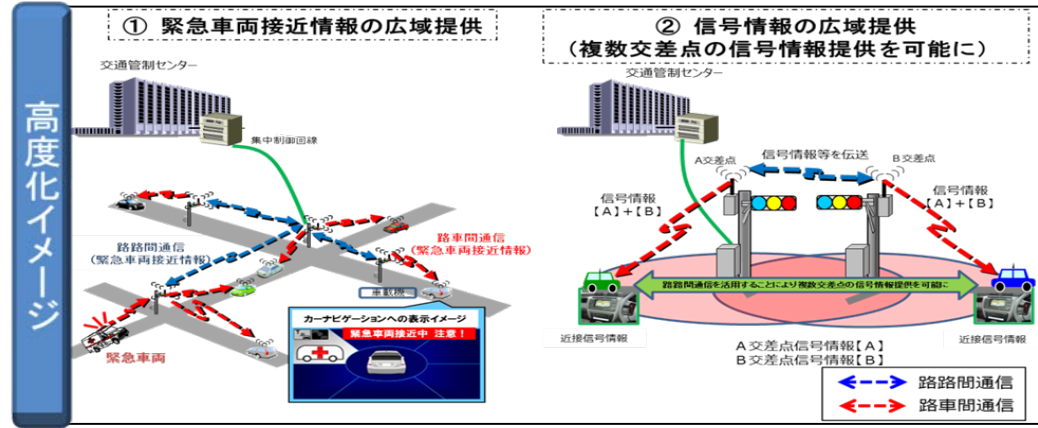 高度化イメージ
① 緊急車両接近情報の広域提供
交通管制センター
集中制御回線
路路間通信
(緊急車両接近情報)
路車間通信
(緊急車両接近情報)
車載機
緊急車両
カーナビゲーションへの表示イメージ
緊急車両接近中 注意！
② 信号情報の広域提供
(複数交差点の信号情報提供を可能に)
交通管制センター
A交差点
信号情報等を伝送
B交差点
信号情報
【A】+【B】
信号情報
【A】+【B】
路路間通信を活用することにより複数交差点の信号情報提供を可能に
近接信号情報
近接信号情報
A交差点信号情報【A】
B交差点信号情報【B】
路路間通信
路車間通信